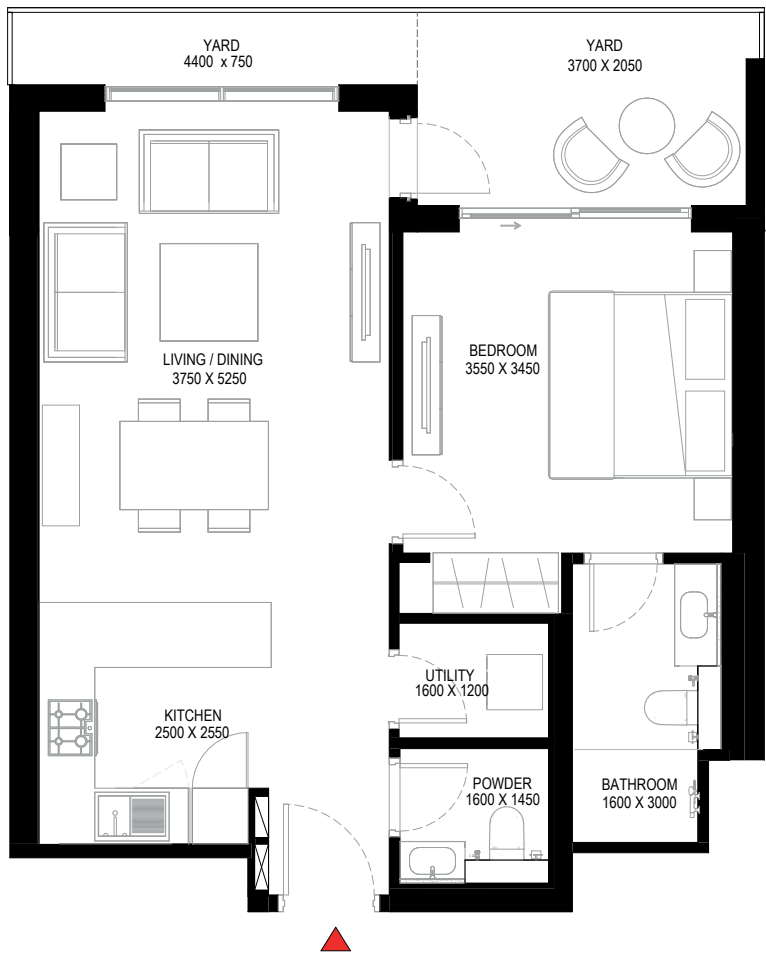 YARD
4400 x 750
YARD
3700 X 2050
LIVING / DINING
3750 X 5250
BEDROOM
3550 X 3450
UTILITY
1600 X 1200
KITCHEN
2500 X 2550
POWDER
1600 X 1450
BATHROOM
1600 X 3000